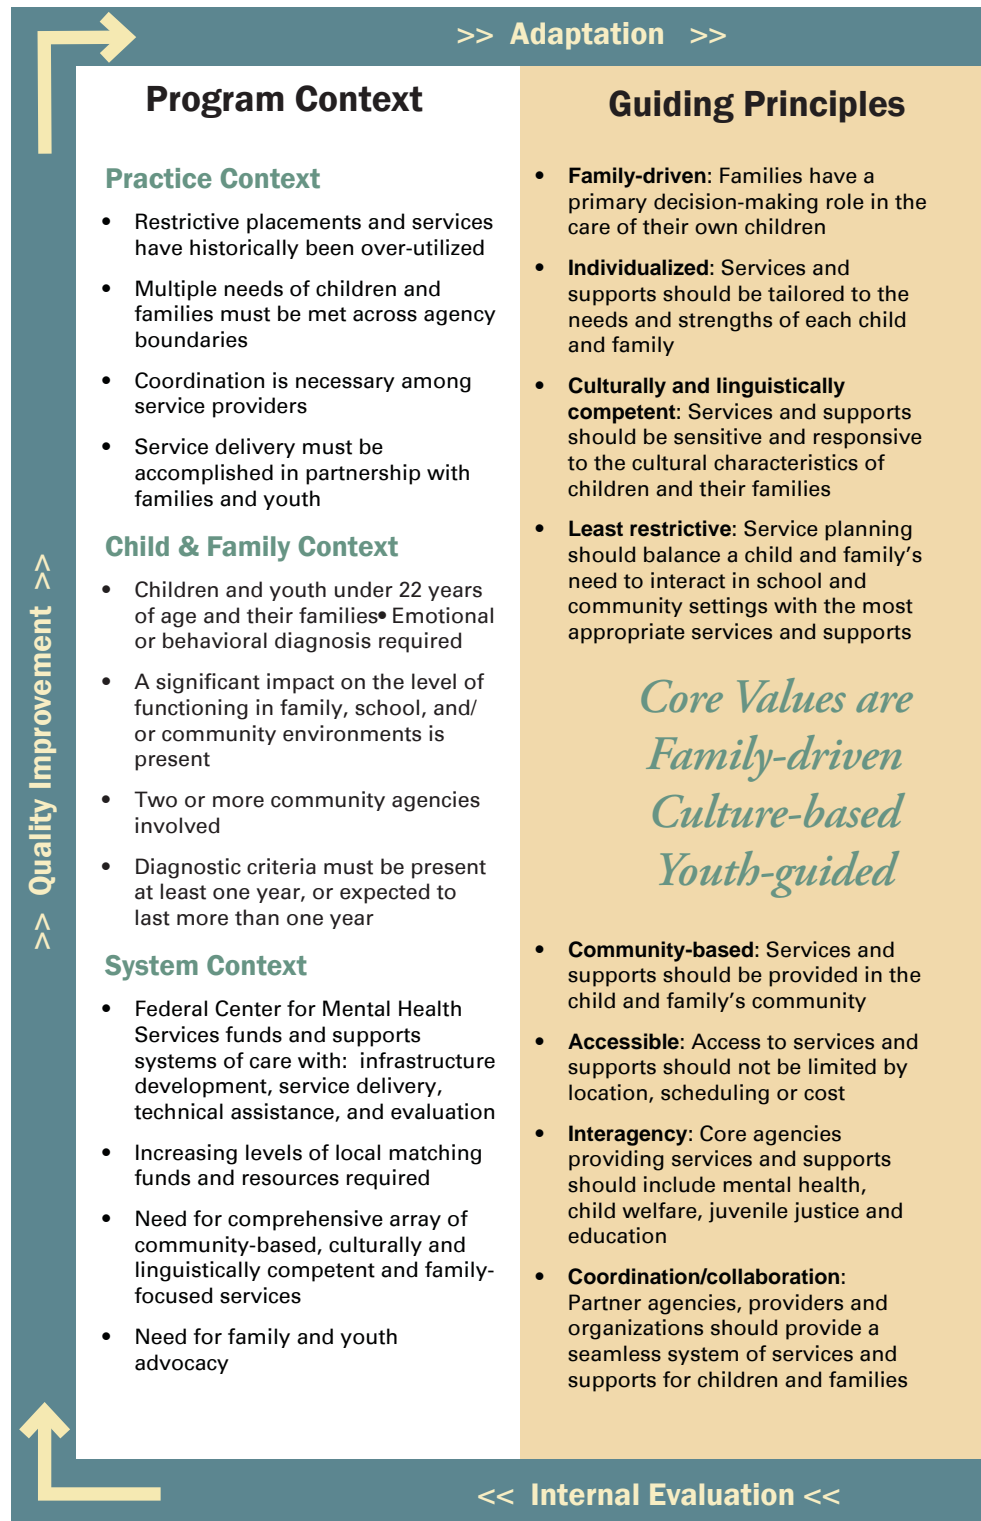 >> Adaptation >>
Program Context
Practice Context
• Restrictive placements and services
have historically been over-utilized
• Multiple needs of children and
families must be met across agency
boundaries
• Coordination is necessary among
service providers
• Service delivery must be
accomplished in partnership with
families and youth
Child & Family Context
• Children and youth under 22 years
of age and their families• Emotional
or behavioral diagnosis required
• A significant impact on the level of
functioning in family, school, and/
or community environments is
present
• Two or more community agencies
involved
• Diagnostic criteria must be present
at least one year, or expected to
last more than one year
System Context
• Federal Center for Mental Health
Services funds and supports
systems of care with: infrastructure
development, service delivery,
technical assistance, and evaluation
• Increasing levels of local matching
funds and resources required
• Need for comprehensive array of
community-based, culturally and
linguistically competent and family-
focused services
• Need for family and youth
advocacy
Guiding Principles
• Family-driven: Families have a
primary decision-making role in the
care of their own children
• Individualized: Services and
supports should be tailored to the
needs and strengths of each child
and family
• Culturally and linguistically
competent: Services and supports
should be sensitive and responsive
to the cultural characteristics of
children and their families
• Least restrictive: Service planning
should balance a child and family’s
need to interact in school and
community settings with the most
appropriate services and supports
Core Values are
Family-driven
Culture-based
Youth-guided
• Community-based: Services and
supports should be provided in the
child and family’s community
• Accessible: Access to services and
supports should not be limited by
location, scheduling or cost
• Interagency: Core agencies
providing services and supports
should include mental health,
child welfare, juvenile justice and
education
• Coordination/collaboration:
Partner agencies, providers and
organizations should provide a
seamless system of services and
supports for children and families
>> Quality Improvement >>
<< Internal Evaluation <<